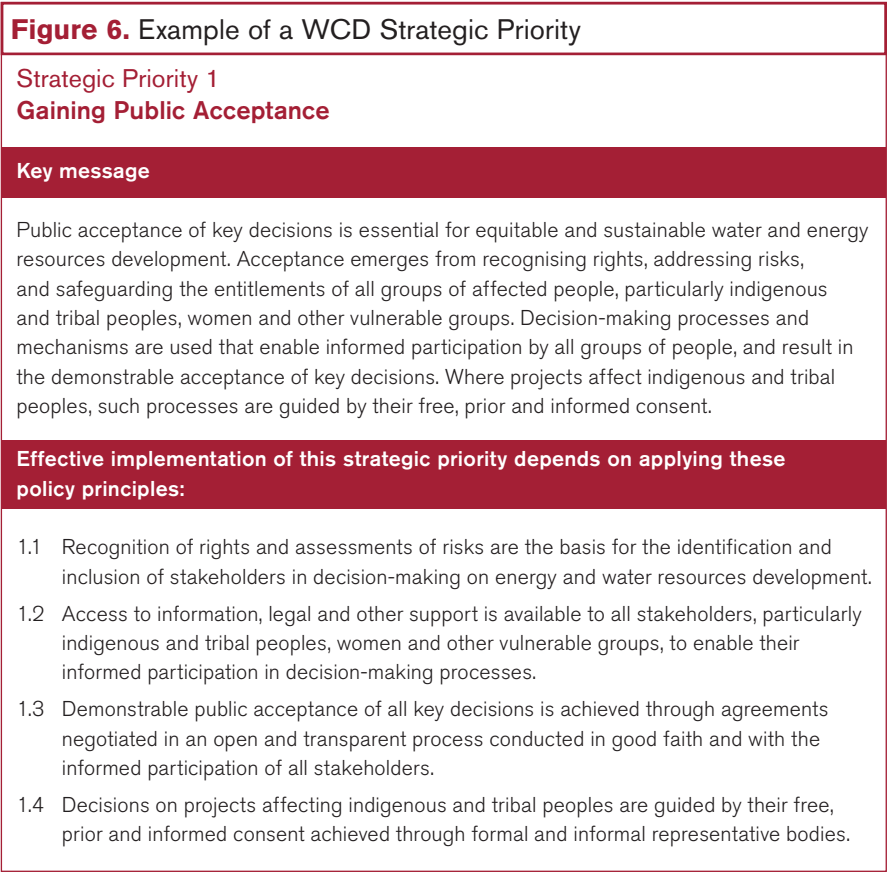 Figure 6. Example of a WCD Strategic Priority
Strategic Priority 1
Gaining Public Acceptance
Key message
Public acceptance of key decisions is essential for equitable and sustainable water and energy
resources development. Acceptance emerges from recognising rights, addressing risks,
and safeguarding the entitlements of all groups of affected people, particularly indigenous
and tribal peoples, women and other vulnerable groups. Decision-making processes and
mechanisms are used that enable informed participation by all groups of people, and result in
the demonstrable acceptance of key decisions. Where projects affect indigenous and tribal
peoples, such processes are guided by their free, prior and informed consent.
Effective implementation of this strategic priority depends on applying these
policy principles:
1.1 Recognition of rights and assessments of risks are the basis for the identification and
inclusion of stakeholders in decision-making on energy and water resources development.
1.2 Access to information, legal and other support is available to all stakeholders, particularly
indigenous and tribal peoples, women and other vulnerable groups, to enable their
informed participation in decision-making processes.
1.3 Demonstrable public acceptance of all key decisions is achieved through agreements
negotiated in an open and transparent process conducted in good faith and with the
informed participation of all stakeholders.
1.4 Decisions on projects affecting indigenous and tribal peoples are guided by their free,
prior and informed consent achieved through formal and informal representative bodies.